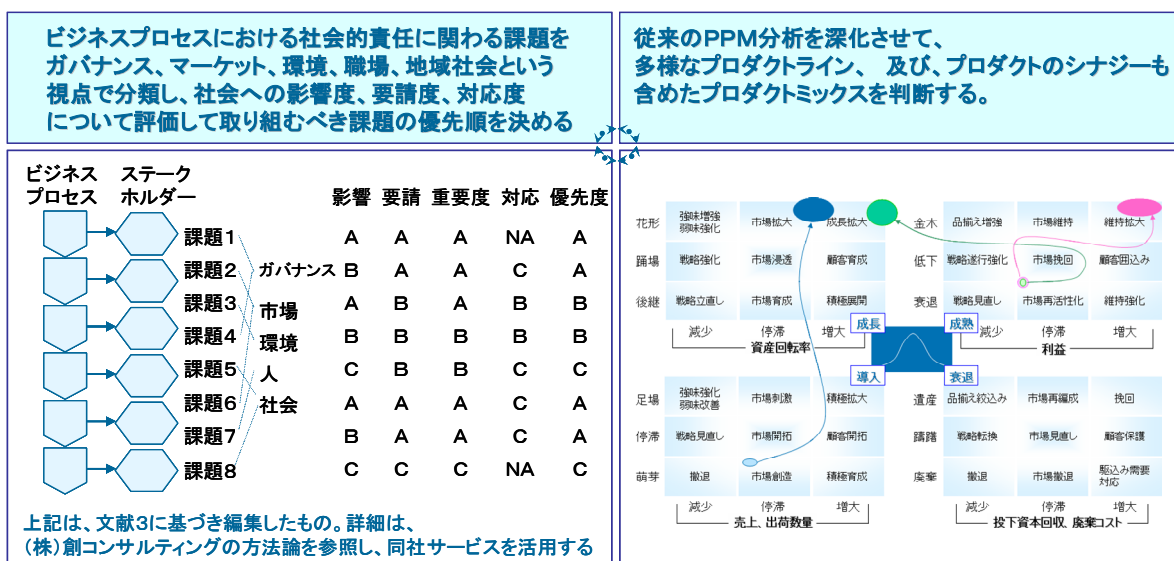 ビジネスプロセスにおける社会的責任に関わる課題を
ガバナンス、マーケット、環境、職場、地域社会という
視点で分類し、社会への影響度、要請度、対応度
について評価して取り組むべき課題の優先順を決める
従来のPPM分析を深化させて、
多様なプロダクトライン、 及び、プロダクトのシナジーも
含めたプロダクトミックスを判断する。
ビジネス ステーク
プロセス ホルダー
影響 要請 重要度 対応 優先度
課題1 A A A NA A
課題2 ガバナンス B A A C A
課題3 市場 A B A B B
課題4 環境 B B B B B
課題5 人 C B B C C
課題6 社会 A A A C A
課題7 B A A C A
課題8 C C C NA C
上記は、文献3に基づき編集したもの。詳細は、
(株)創コンサルティングの方法論を参照し、同社サービスを活用する
花形 強味増強 市場拡大 成長拡大
弱味強化
踊場 戦略強化 市場浸透 顧客育成
後継 戦略立直し 市場育成 積極展開
減少 停滞 増大
資産回転率
成長
金木 品揃え増強 市場維持 維持拡大
低下 戦略遂行強化 市場挽回 顧客囲込み
衰退 戦略見直し 市場再活性化 維持強化
成熟
減少 停滞 増大
利益
導入
衰退
足場 強味強化 市場刺激 積極拡大
弱味改善
停滞 戦略見直し 市場開拓 顧客開拓
萌芽 撤退 市場創造 積極育成
減少 停滞 増大
売上、出荷数量
遺産 品揃え絞込み 市場再編成 挽回
躊躇 戦略転換 市場見直し 顧客保護
廃棄 撤退 市場撤退 駆込み需要
対応
減少 停滞 増大
投下資本回収、廃棄コスト